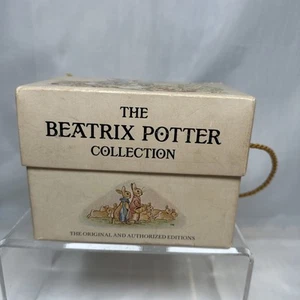 THE
BEATRIX POTTER
COLLECTION
THE ORIGINAL AND AUTHORIZED EDITIONS